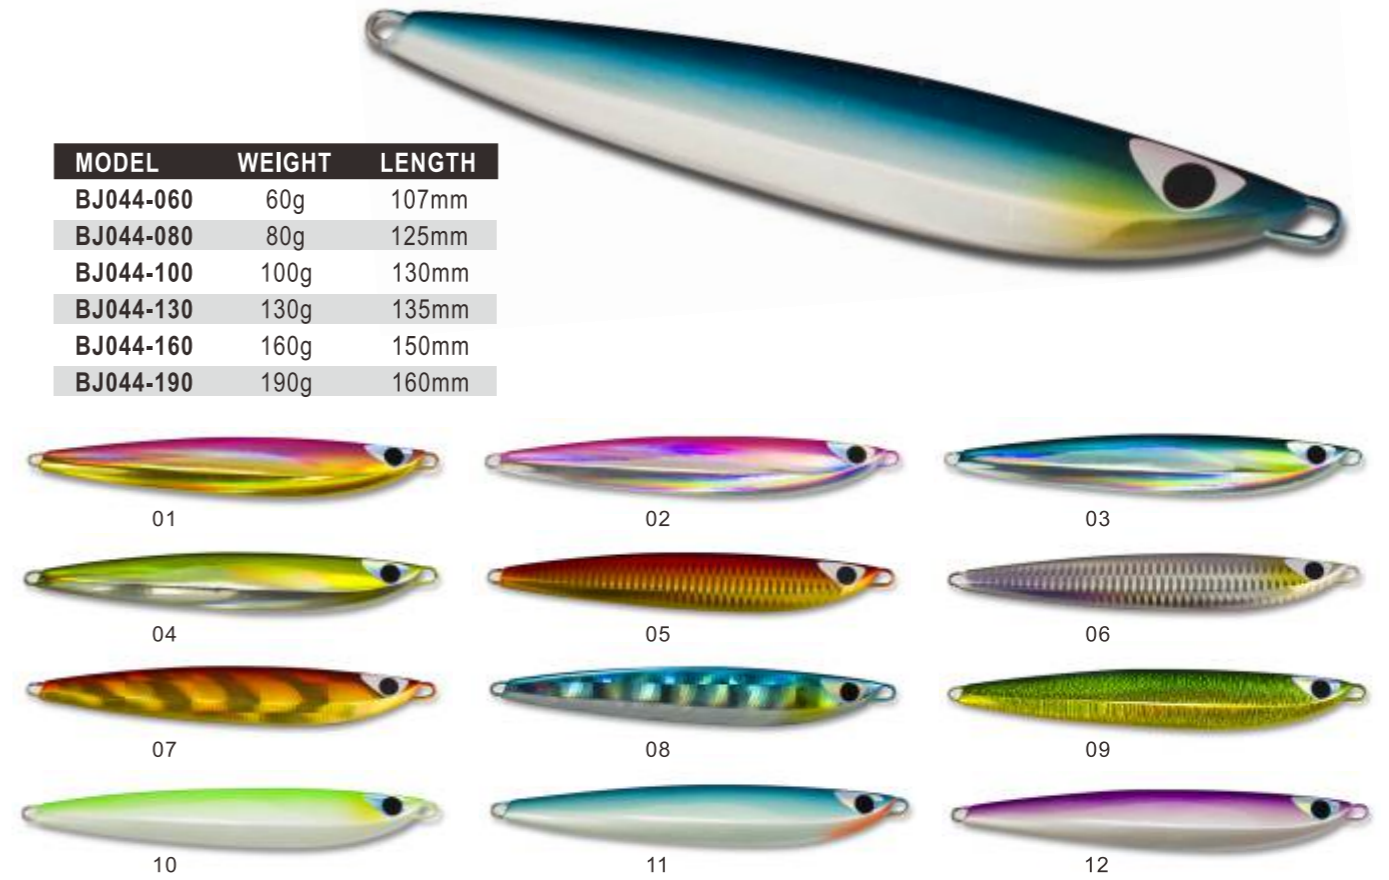 MODEL WEIGHT LENGTH
BJ044-060 60g 107mm
BJ044-080 80g 125mm
BJ044-100 100g 130mm
BJ044-130 130g 135mm
BJ044-160 160g 150mm
BJ044-190 190g 160mm
01 02 03
04 05 06
07 08 09
10 11 12